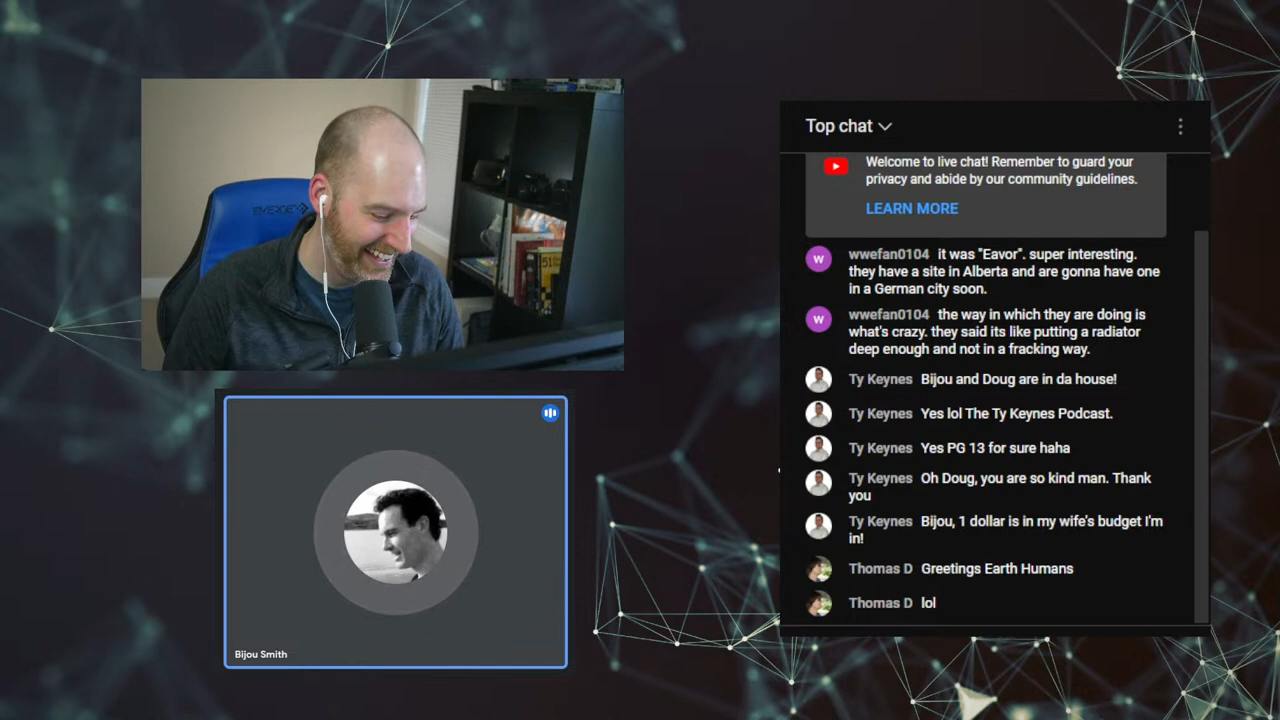 EMERGE
51
Bijou Smith
Top chat
Welcome to live chat! Remember to guard your
privacy and abide by our community guidelines.
LEARN MORE
W
wwefan0104 it was "Eavor". super interesting.
they have a site in Alberta and are gonna have one
in a German city soon.
W
wwefan0104 the way in which they are doing is
what's crazy. they said its like putting a radiator
deep enough and not in a fracking way.
Ty Keynes Bijou and Doug are in da house!
Ty Keynes Yes lol The Ty Keynes Podcast.
Ty Keynes Yes PG 13 for sure haha
Ty Keynes Oh Doug, you are so kind man. Thank
you
Ty Keynes Bijou, 1 dollar is in my wife's budget I'm
in!
Thomas D Greetings Earth Humans
Thomas D lol